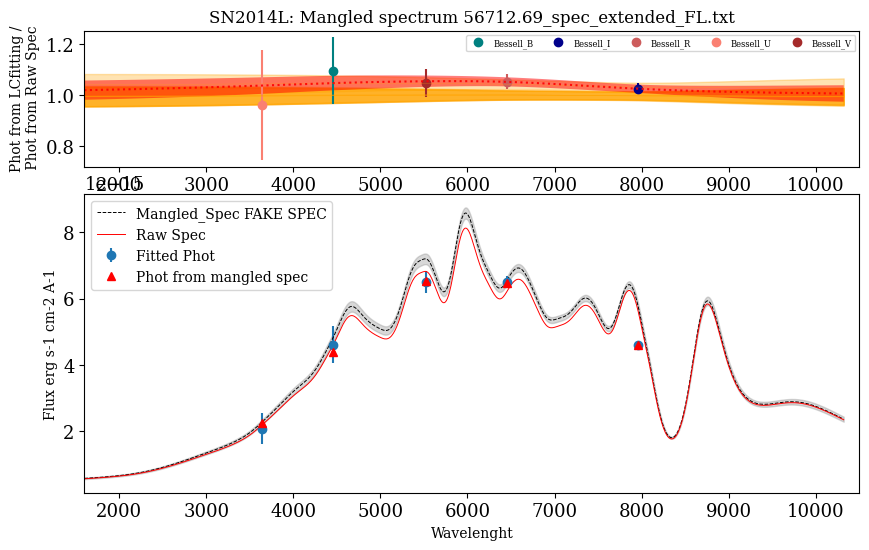 SN2014L: Mangled spectrum 56712.69_spec_extended_FL.txt
Phot from LCfitting /
Phot from Raw Spec
1.2
1.0
0.8
Bessell_B
Bessell_I
Bessell_R
Bessell_U
Bessell_V
2000 3000 4000 5000 6000 7000 8000 9000 10000
1e−15
Flux erg s-1 cm-2 A-1
8
6
4
2
Mangled_Spec FAKE SPEC
Raw Spec
Fitted Phot
Phot from mangled spec
2000 3000 4000 5000 6000 7000 8000 9000 10000
Wavelenght